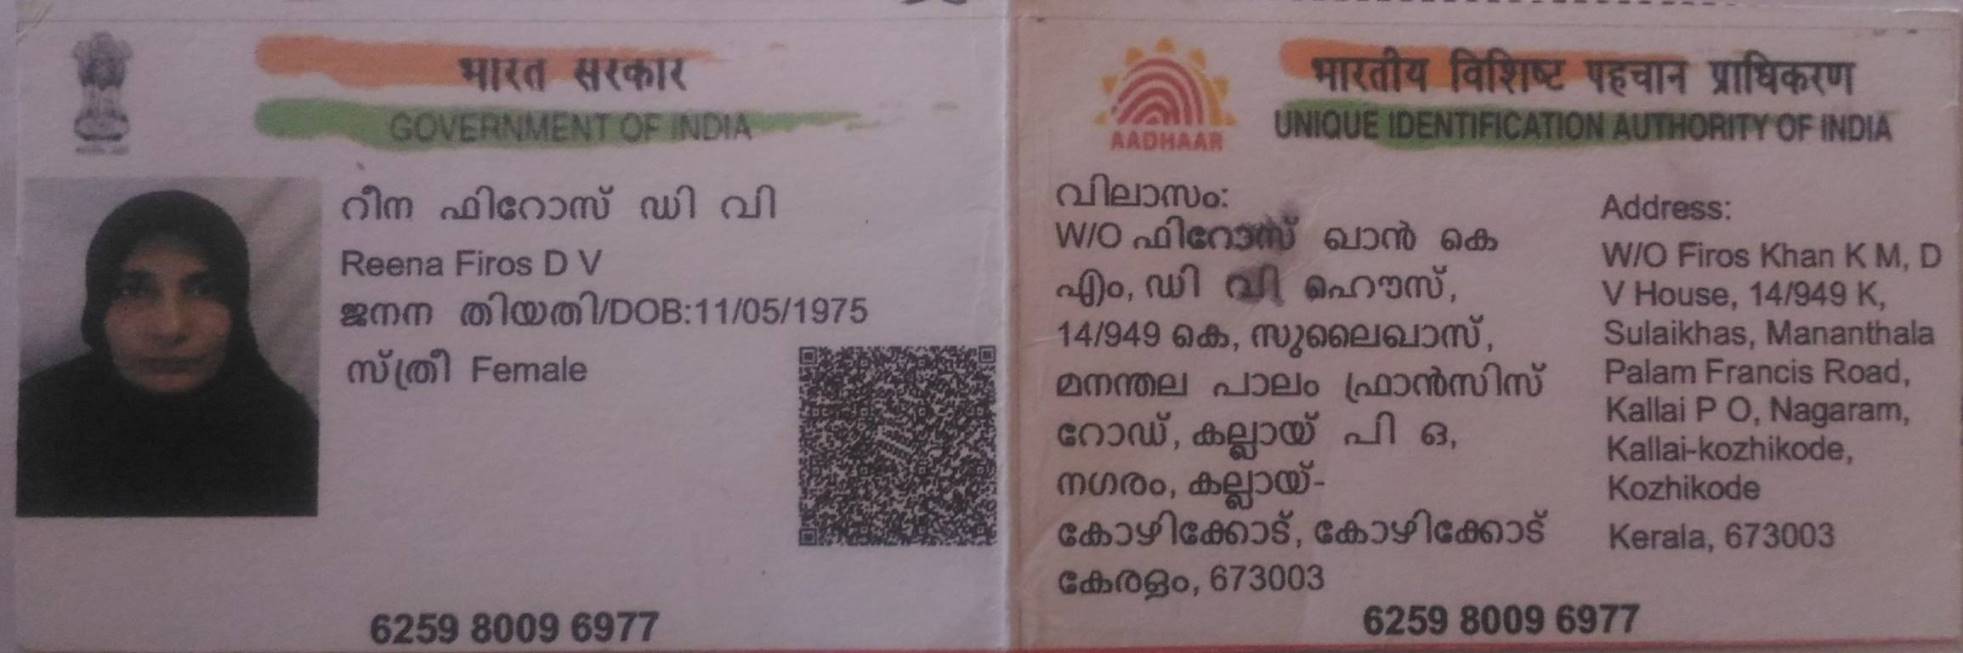 भारत सरकार
GOVERNMENT OF INDIA
റീന ഫിറോസ് ഡി വി
Reena Firos D V
ജനന തിയതി/DOB:11/05/1975
സ്ത്രീ Female
6259 8009 6977
भारतीय विशिष्ट पहचान प्राधिकरण
UNIQUE IDENTIFICATION AUTHORITY OF INDIA
AADHAAR
വിലാസം:
W/O ഫിറോസ് ഖാൻ കെ
എം, ഡി വി ഹൌസ്,
14/949 കെ, സുലൈഖാസ്,
മനന്തല പാലം ഫ്രാൻസിസ്
റോഡ്, കല്ലായ് പി ഒ,
നഗരം, കല്ലായ്-
കോഴിക്കോട്, കോഴിക്കോട്
കേരളം, 673003
Address:
W/O Firos Khan K M, D
V House, 14/949 K,
Sulaikhas, Mananthala
Palam Francis Road,
Kallai P O, Nagaram,
Kallai-kozhikode,
Kozhikode
Kerala, 673003
6259 8009 6977